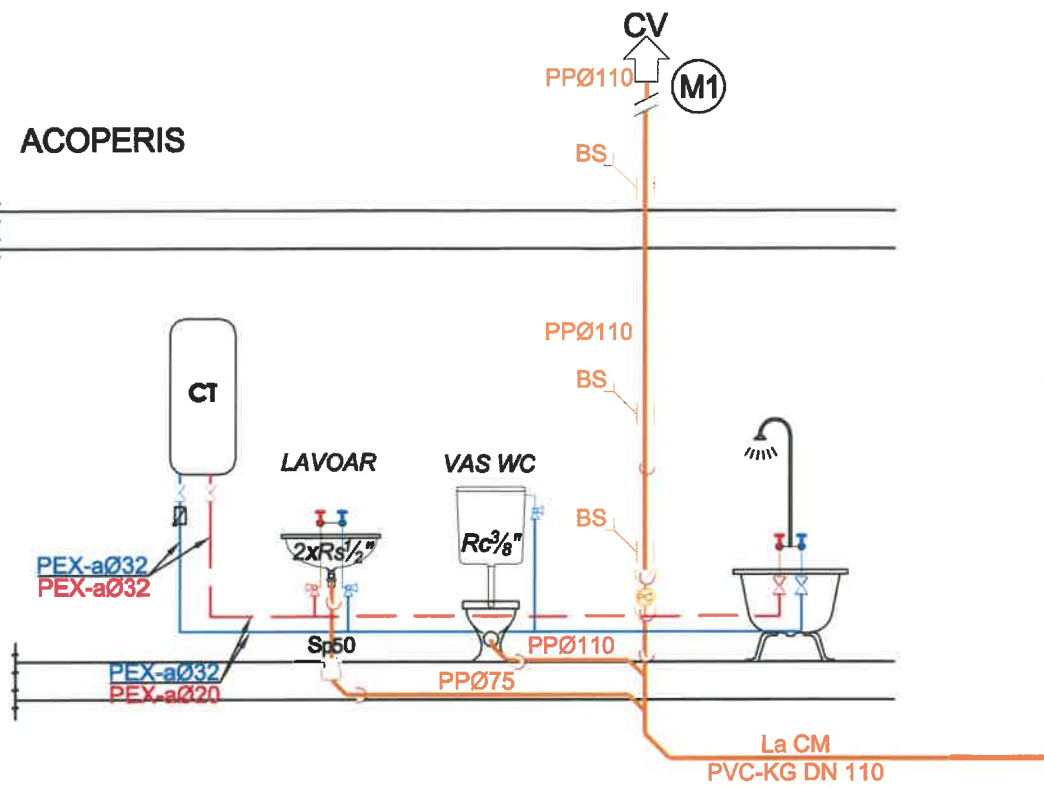 CV
PPØ110
M1
ACOPERIS
BS
PPØ110
BS
CT
LAVOAR
VAS WC
BS
2xRs1/2"
Rc3/8"
PEX-aØ32
PEX-aØ32
Sp50
PPØ110
PEX-aØ32
PEX-aØ20
PPØ75
La CM
PVC-KG DN 110